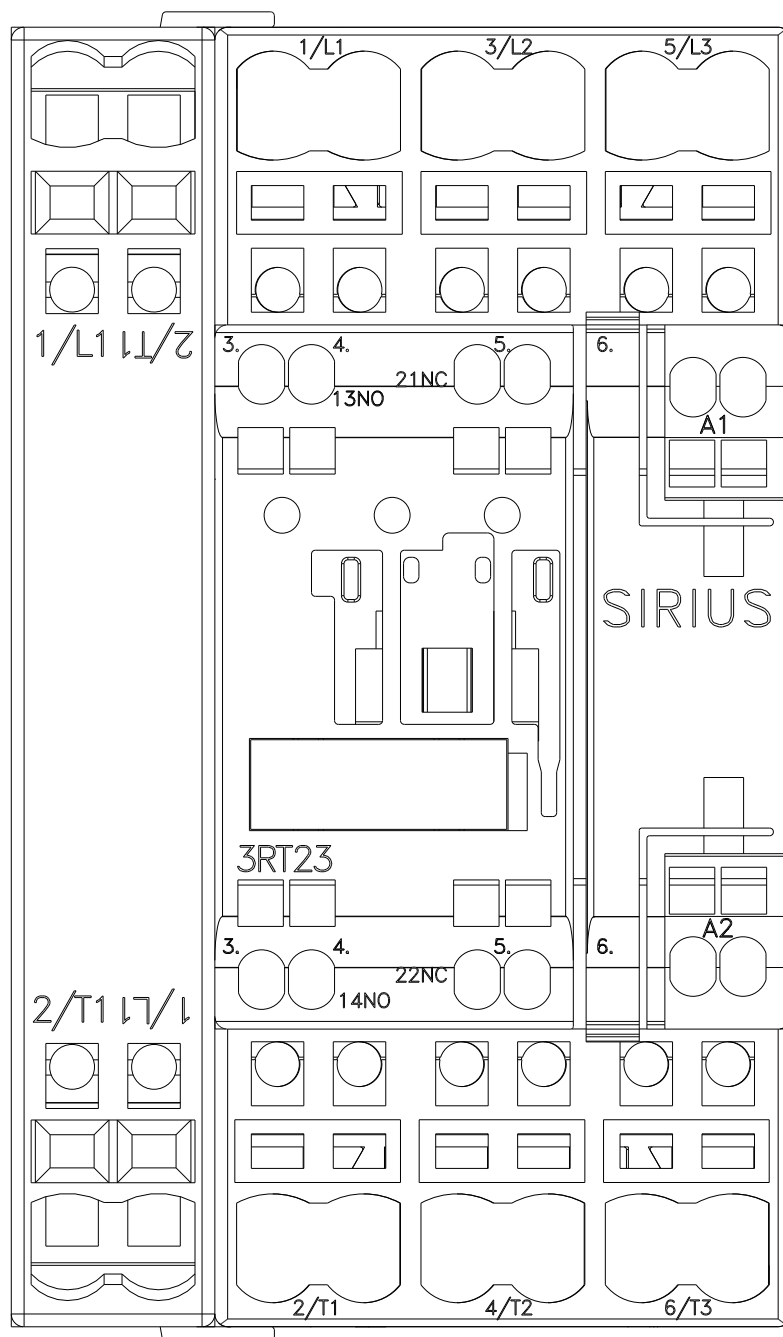 1/L1 3/L2 5/L3
1/L1 2/T1
3. 4. 5. 6.
13NO 21NC
A1
SIRIUS
3RT23
A2
3. 4. 5. 6.
14NO 22NC
2/T1 1/L1
2/T1 4/T2 6/T3